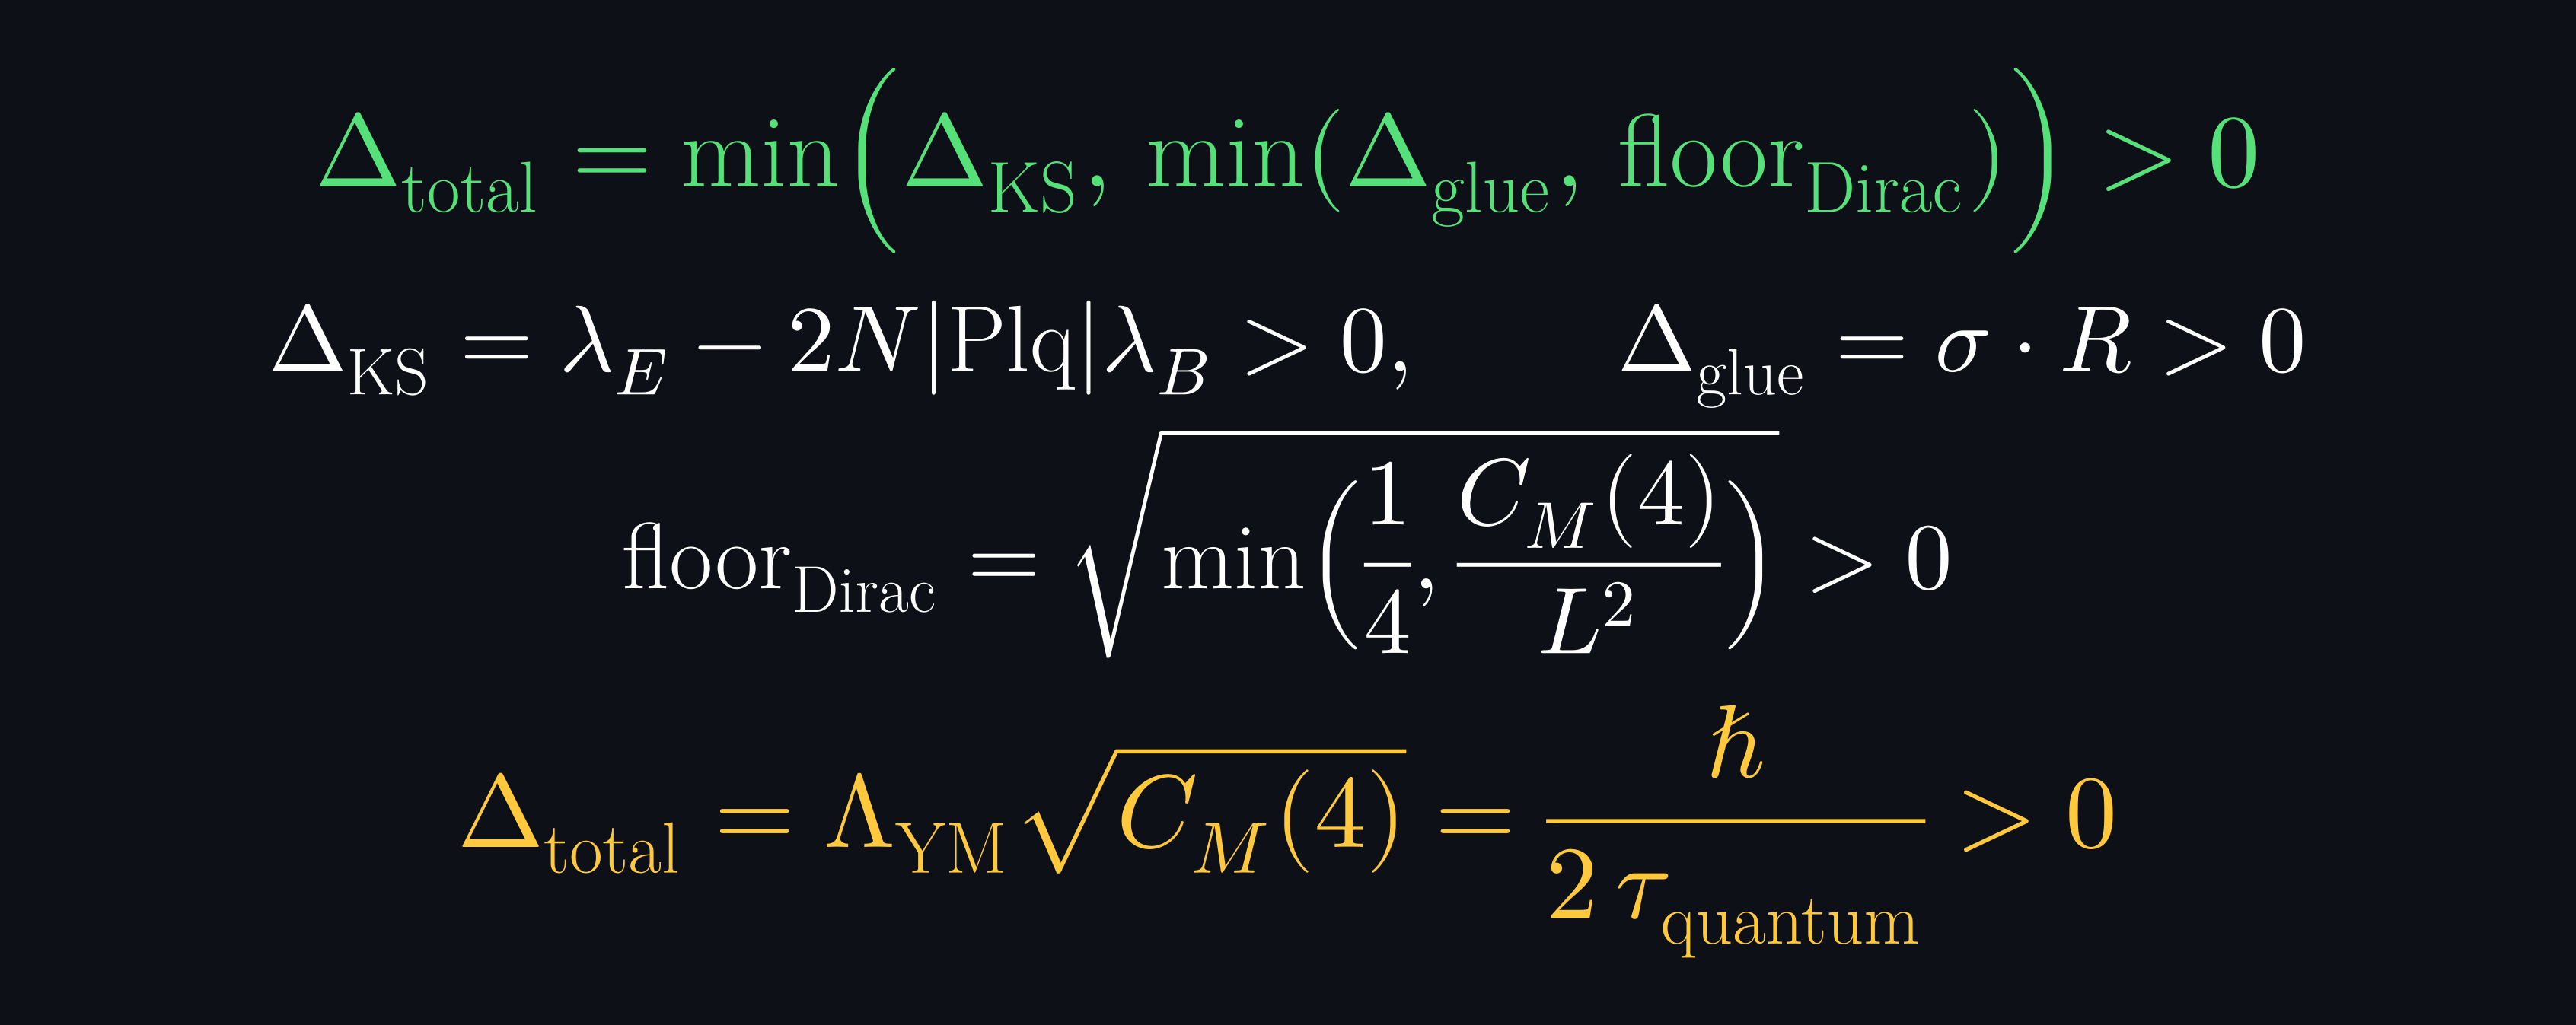 Δ_total = min(Δ_KS, min(Δ_glue, floor_Dirac)) > 0
Δ_KS = λ_E − 2N|Plq|λ_B > 0, Δ_glue = σ · R > 0
floor_Dirac = √(min(1/4, C_M(4)/L²)) > 0
Δ_total = Λ_YM √(C_M(4)) = ℏ/(2 τ_quantum) > 0